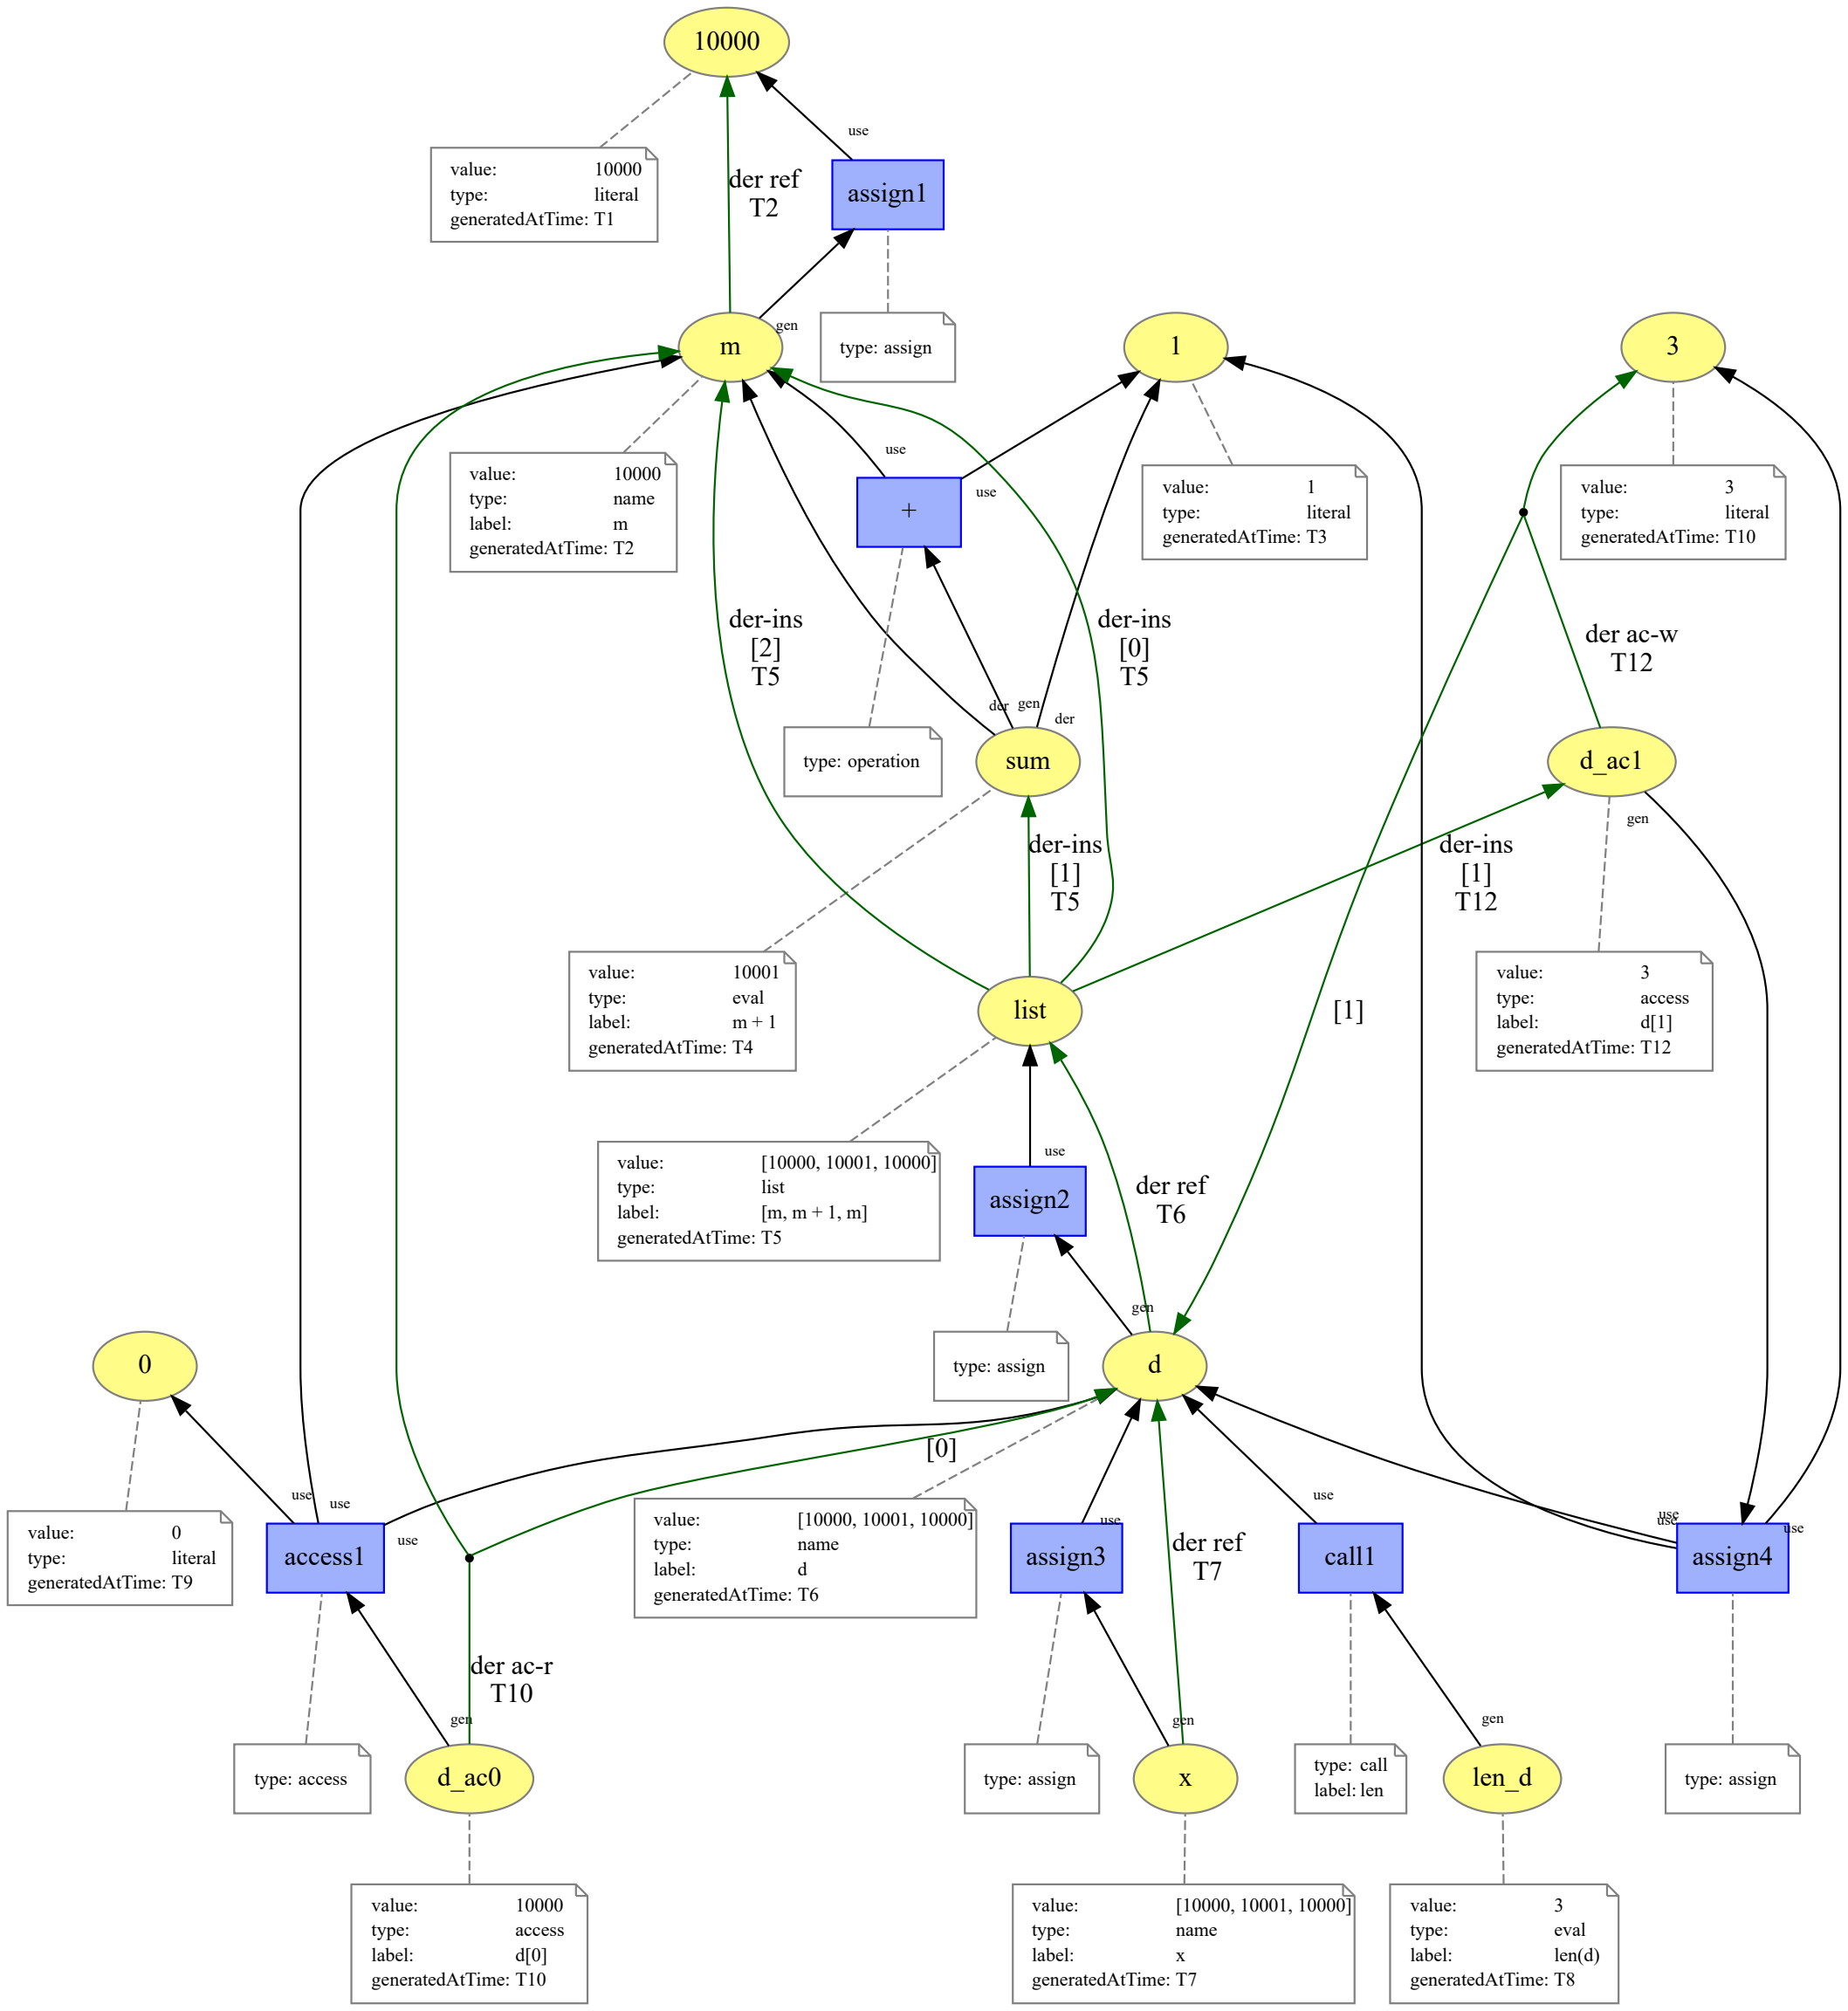 10000
use
value: 10000
type: literal
generatedAtTime: T1
der ref
T2
assign1
gen
m
type: assign
1
3
use
use
value: 10000
type: name
label: m
generatedAtTime: T2
+
value: 1
type: literal
generatedAtTime: T3
value: 3
type: literal
generatedAtTime: T10
der-ins
[2]
T5
der-ins
[0]
T5
der ac-w
T12
der
gen
der
type: operation
sum
d_ac1
gen
der-ins
[1]
T5
der-ins
[1]
T12
value: 10001
type: eval
label: m + 1
generatedAtTime: T4
list
[1]
value: 3
type: access
label: d[1]
generatedAtTime: T12
use
value: [10000, 10001, 10000]
type: list
label: [m, m + 1, m]
generatedAtTime: T5
assign2
der ref
T6
gen
0
type: assign
d
[0]
use
use
use
use
use
use
use
use
value: 0
type: literal
generatedAtTime: T9
access1
value: [10000, 10001, 10000]
type: name
label: d
generatedAtTime: T6
assign3
der ref
T7
call1
assign4
der ac-r
T10
gen
gen
gen
type: access
d_ac0
type: assign
x
type: call
label: len
len_d
type: assign
value: 10000
type: access
label: d[0]
generatedAtTime: T10
value: [10000, 10001, 10000]
type: name
label: x
generatedAtTime: T7
value: 3
type: eval
label: len(d)
generatedAtTime: T8